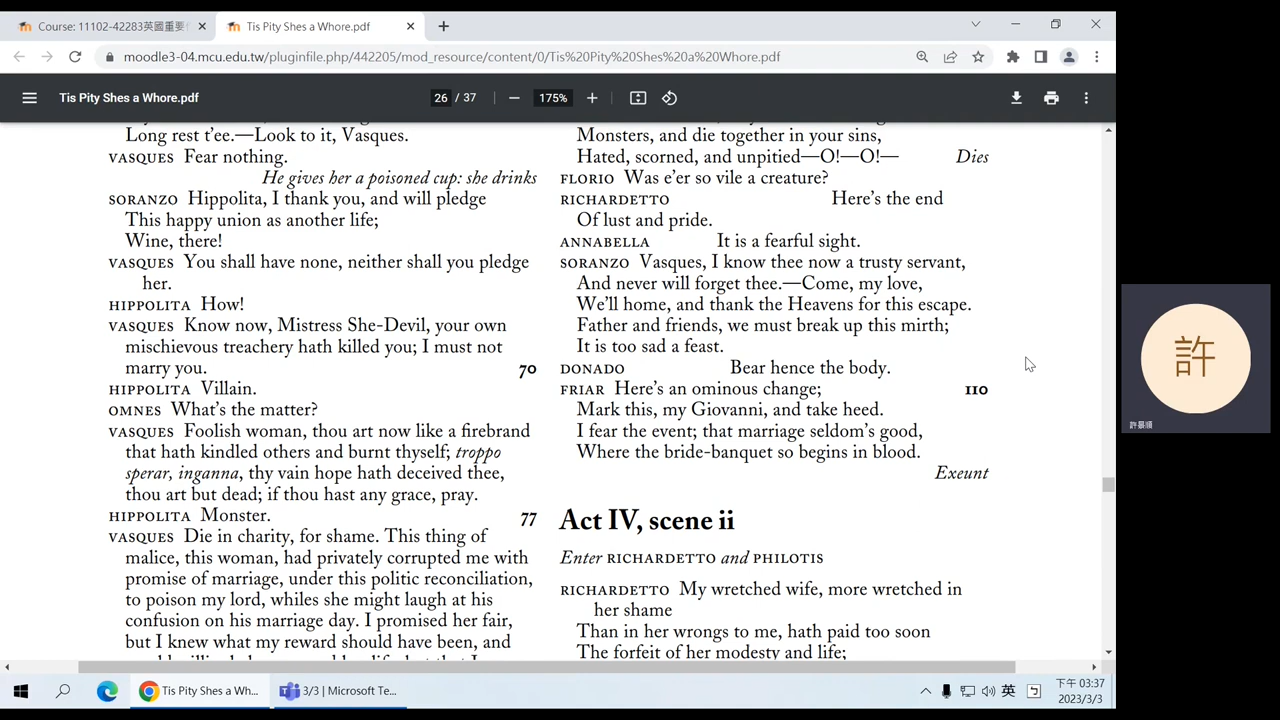 Course: 11102-42283英國重要
Tis Pity Shes a Whore.pdf
moodle3-04.mcu.edu.tw/pluginfile.php/442205/mod_resource/content/0/Tis%20Pity%20Shes%20a%20Whore.pdf
Tis Pity Shes a Whore.pdf
26 / 37
175%
Long rest t'ee.—Look to it, Vasques.
VASQUES Fear nothing.
He gives her a poisoned cup: she drinks
SORANZO Hippolita, I thank you, and will pledge
This happy union as another life;
Wine, there!
VASQUES You shall have none, neither shall you pledge
her.
HIPPOLITA How!
VASQUES Know now, Mistress She-Devil, your own
mischievous treachery hath killed you; I must not
marry you. 70
HIPPOLITA Villain.
OMNES What's the matter?
VASQUES Foolish woman, thou art now like a firebrand
that hath kindled others and burnt thyself; troppo
sperar, inganna, thy vain hope hath deceived thee,
thou art but dead; if thou hast any grace, pray.
HIPPOLITA Monster. 77
VASQUES Die in charity, for shame. This thing of
malice, this woman, had privately corrupted me with
promise of marriage, under this politic reconciliation,
to poison my lord, whiles she might laugh at his
confusion on his marriage day. I promised her fair,
but I knew what my reward should have been, and
Monsters, and die together in your sins,
Hated, scorned, and unpitied—O!—O!— Dies
FLORIO Was e'er so vile a creature?
RICHARDETTO Here's the end
Of lust and pride.
ANNABELLA It is a fearful sight.
SORANZO Vasques, I know thee now a trusty servant,
And never will forget thee.—Come, my love,
We'll home, and thank the Heavens for this escape.
Father and friends, we must break up this mirth;
It is too sad a feast.
DONADO Bear hence the body.
FRIAR Here's an ominous change; 110
Mark this, my Giovanni, and take heed.
I fear the event; that marriage seldom's good,
Where the bride-banquet so begins in blood.
Exeunt
Act IV, scene ii
Enter RICHARDETTO and PHILOTIS
RICHARDETTO My wretched wife, more wretched in
her shame
Than in her wrongs to me, hath paid too soon
The forfeit of her modesty and life;
許
許景順
Tis Pity Shes a Wh...
3/3 | Microsoft Te...
英
下午 03:37
2023/3/3